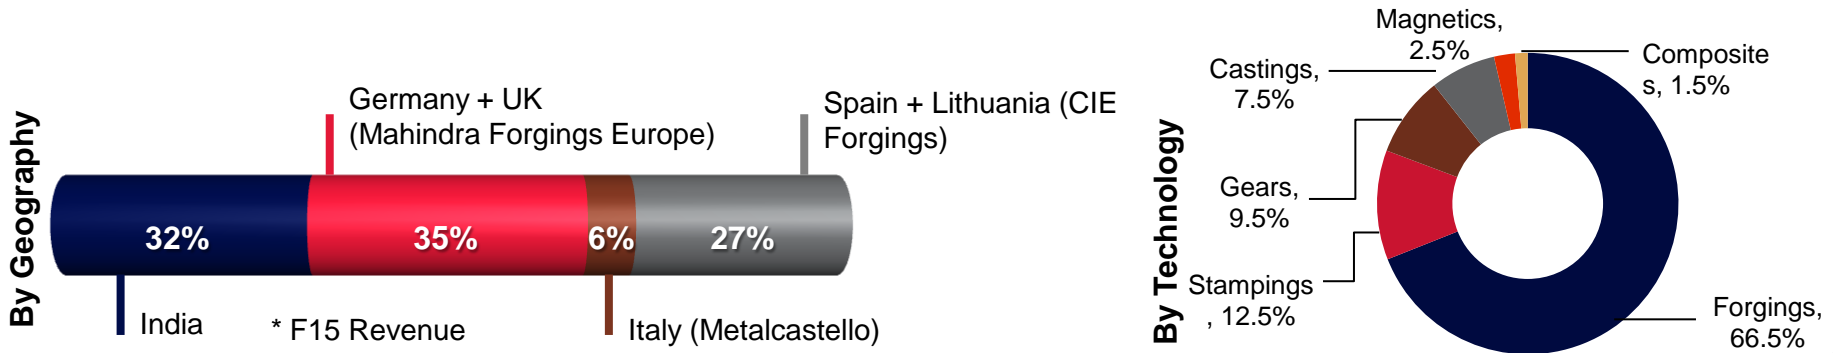 By Geography
Germany + UK
(Mahindra Forgings Europe)
Spain + Lithuania (CIE
Forgings)
32%
35%
6%
27%
India
* F15 Revenue
Italy (Metalcastello)
By Technology
Magnetics,
2.5%
Composite
s, 1.5%
Castings,
7.5%
Gears,
9.5%
Stampings
, 12.5%
Forgings,
66.5%